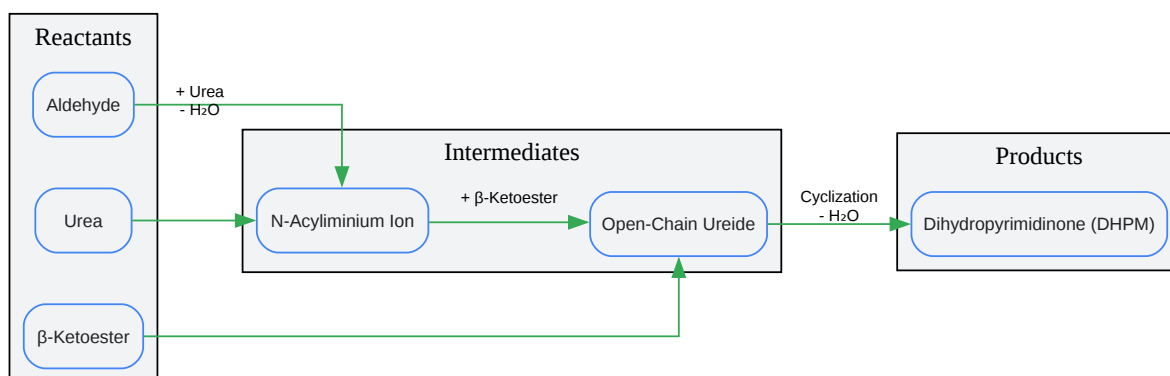 Reactants
Aldehyde
+ Urea
- H₂O
Urea
β-Ketoester
Intermediates
N-Acyliminium Ion
+ β-Ketoester
Open-Chain Ureide
Cyclization
- H₂O
Products
Dihydropyrimidinone (DHPM)